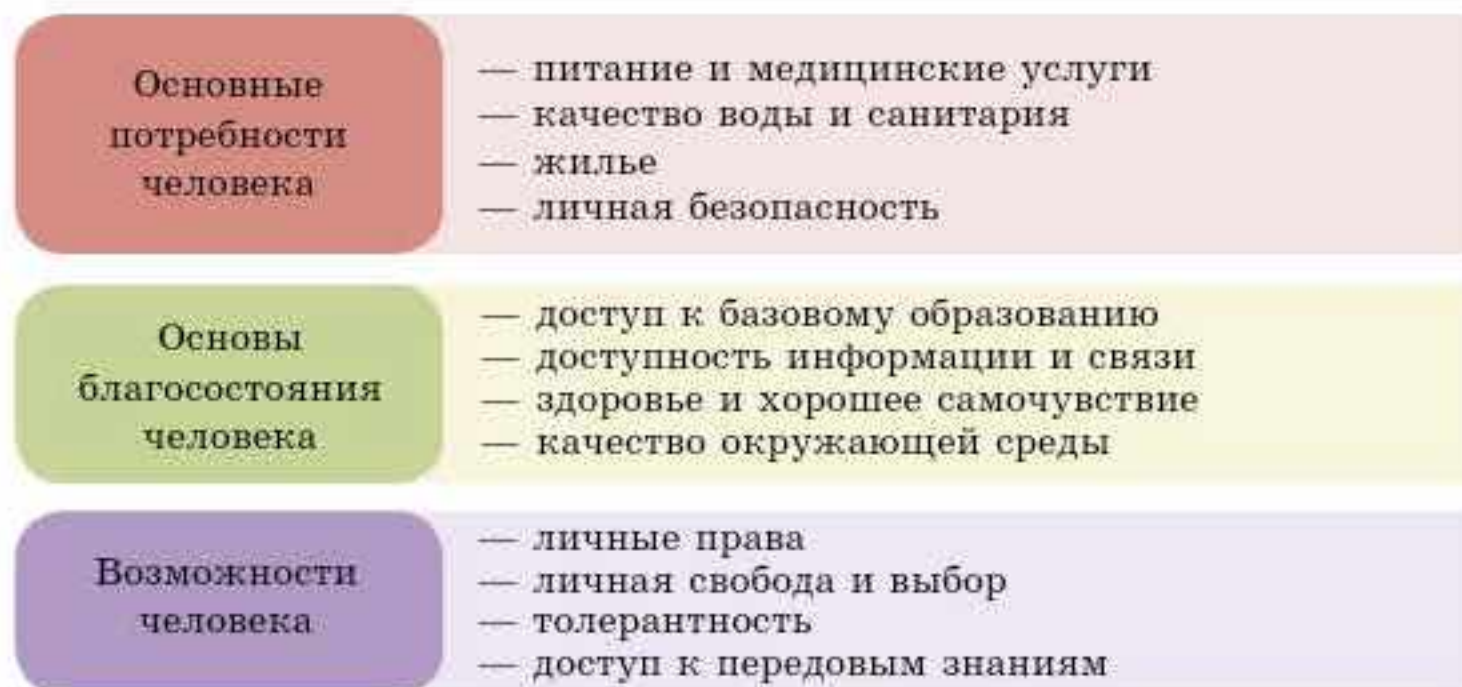 Основные
потребности
человека
— питание и медицинские услуги
— качество воды и санитария
— жилье
— личная безопасность
Основы
благосостояния
человека
— доступ к базовому образованию
— доступность информации и связи
— здоровье и хорошее самочувствие
— качество окружающей среды
Возможности
человека
— личные права
— личная свобода и выбор
— толерантность
— доступ к передовым знаниям